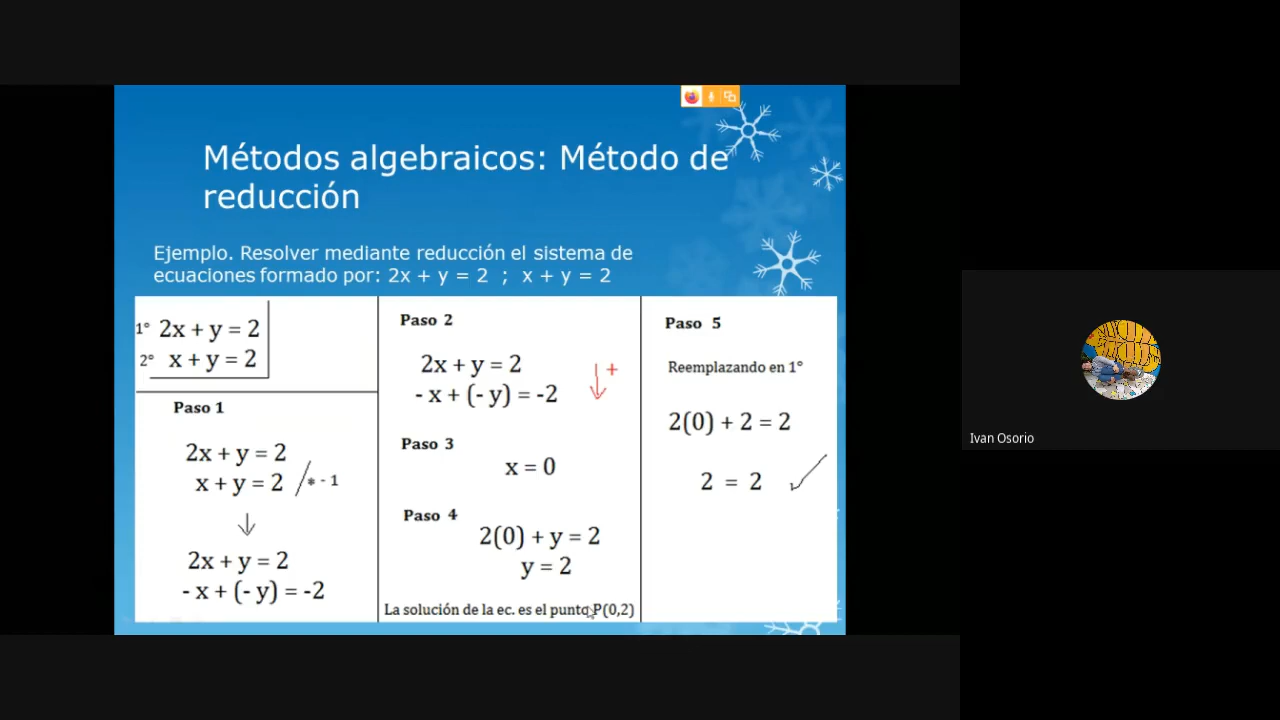 Métodos algebraicos: Método de
reducción
Ejemplo. Resolver mediante reducción el sistema de
ecuaciones formado por: 2x + y = 2 ; x + y = 2
1° 2x + y = 2
2° x + y = 2
Paso 1
2x + y = 2
x + y = 2 /* - 1
2x + y = 2
- x + (- y) = -2
Paso 2
2x + y = 2
- x + (- y) = -2
+
Paso 3
x = 0
Paso 4
2(0) + y = 2
y = 2
La solución de la ec. es el punto P(0,2)
Paso 5
Reemplazando en 1°
2(0) + 2 = 2
2 = 2
Ivan Osorio